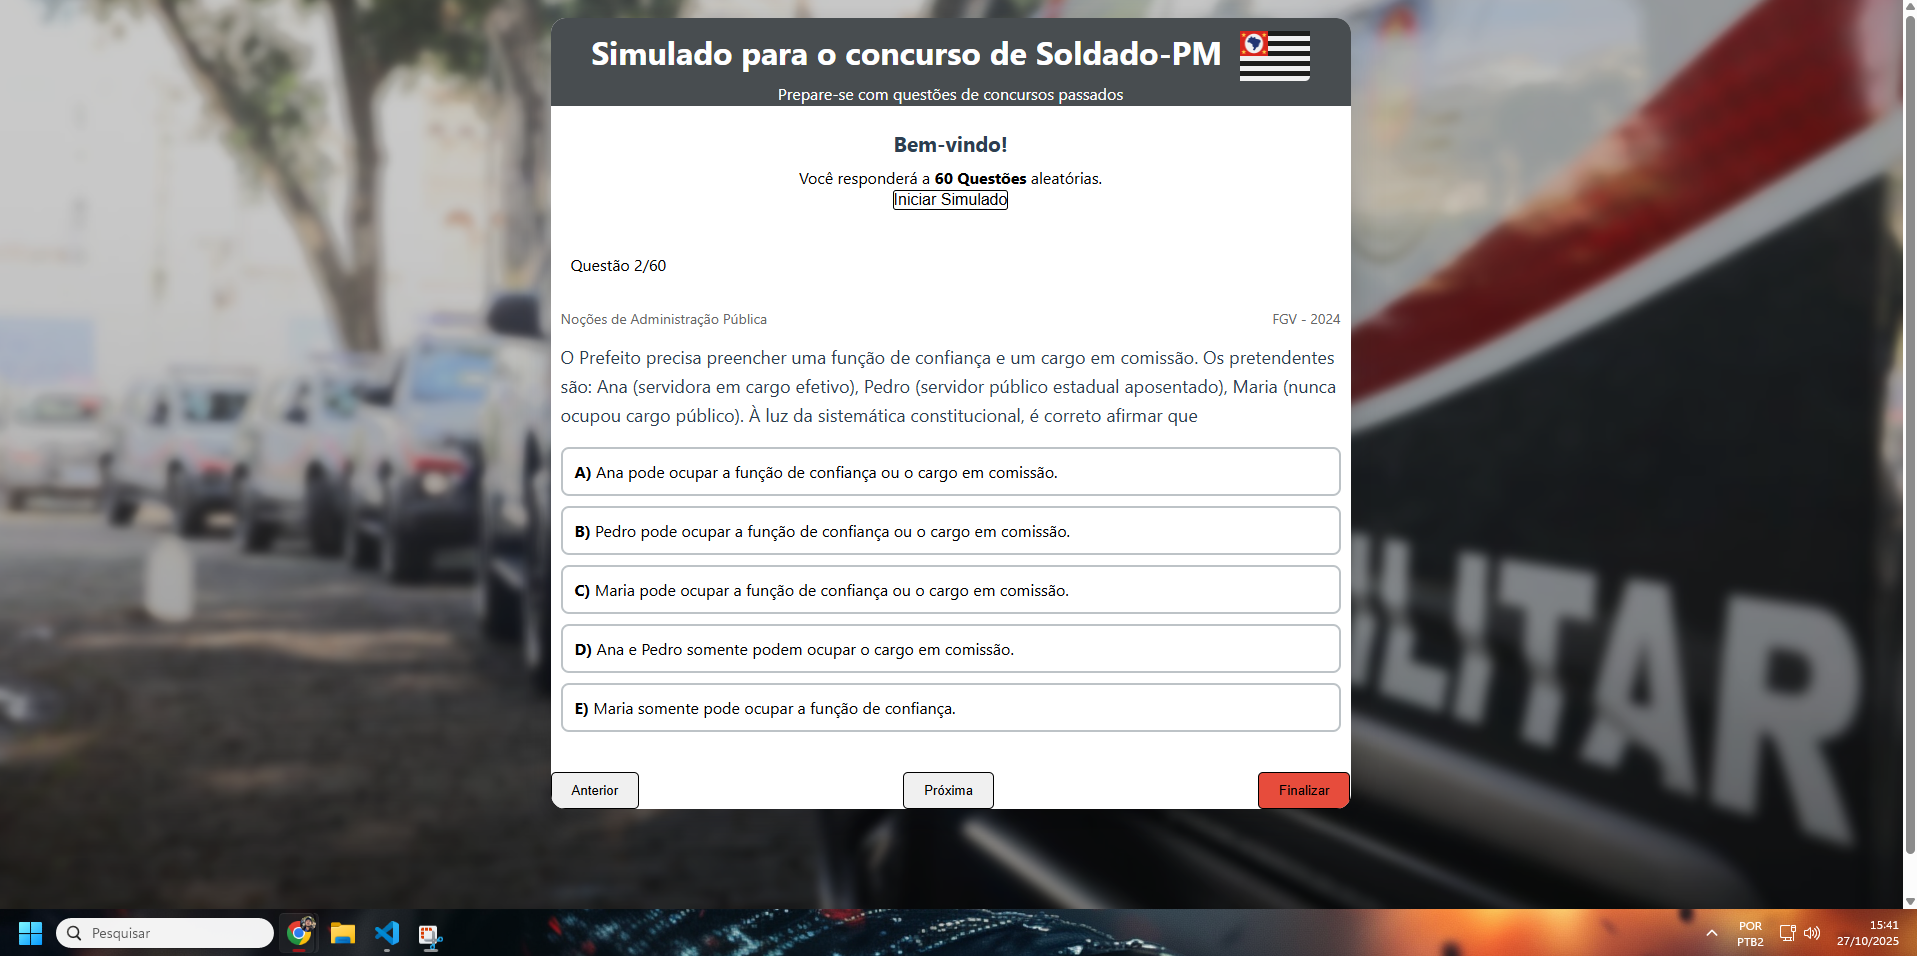 Simulado para o concurso de Soldado-PM
Prepare-se com questões de concursos passados
Bem-vindo!
Você responderá a 60 Questões aleatórias.
Iniciar Simulado
Questão 2/60
Noções de Administração Pública
FGV - 2024
O Prefeito precisa preencher uma função de confiança e um cargo em comissão. Os pretendentes
são: Ana (servidora em cargo efetivo), Pedro (servidor público estadual aposentado), Maria (nunca
ocupou cargo público). À luz da sistemática constitucional, é correto afirmar que
A) Ana pode ocupar a função de confiança ou o cargo em comissão.
B) Pedro pode ocupar a função de confiança ou o cargo em comissão.
C) Maria pode ocupar a função de confiança ou o cargo em comissão.
D) Ana e Pedro somente podem ocupar o cargo em comissão.
E) Maria somente pode ocupar a função de confiança.
Anterior
Próxima
Finalizar
MILITAR
Pesquisar
POR
PTB2
15:41
27/10/2025